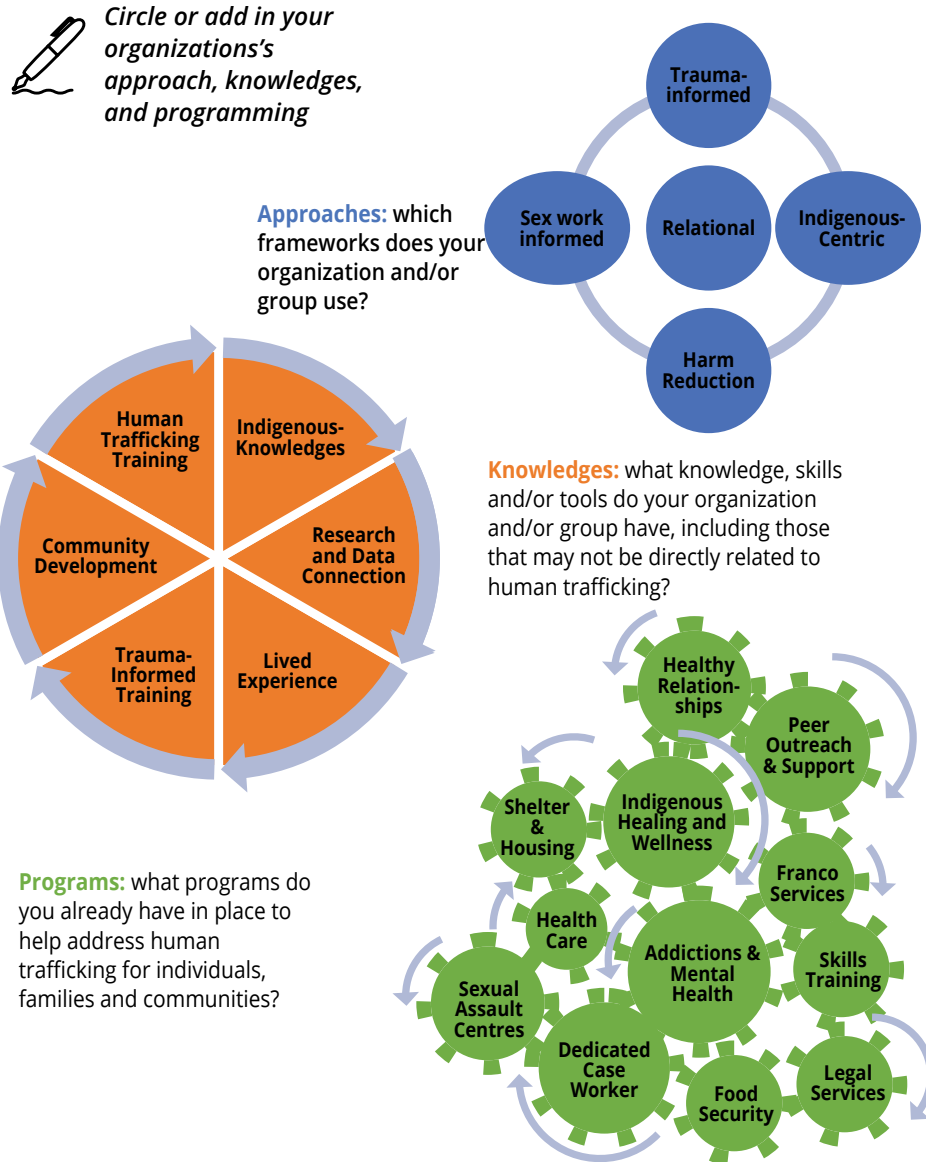 Circle or add in your
organizations's
approach, knowledges,
and programming
Trauma-
informed
Sex work
informed
Relational
Indigenous-
Centric
Harm
Reduction
Approaches: which
frameworks does your
organization and/or
group use?
Human
Trafficking
Training
Indigenous-
Knowledges
Community
Development
Research
and Data
Connection
Trauma-
Informed
Training
Lived
Experience
Knowledges: what knowledge, skills
and/or tools do your organization
and/or group have, including those
that may not be directly related to
human trafficking?
Healthy
Relation-
ships
Peer
Outreach
& Support
Shelter
&
Housing
Indigenous
Healing and
Wellness
Franco
Services
Health
Care
Addictions &
Mental
Health
Skills
Training
Sexual
Assault
Centres
Dedicated
Case
Worker
Food
Security
Legal
Services
Programs: what programs do
you already have in place to
help address human
trafficking for individuals,
families and communities?